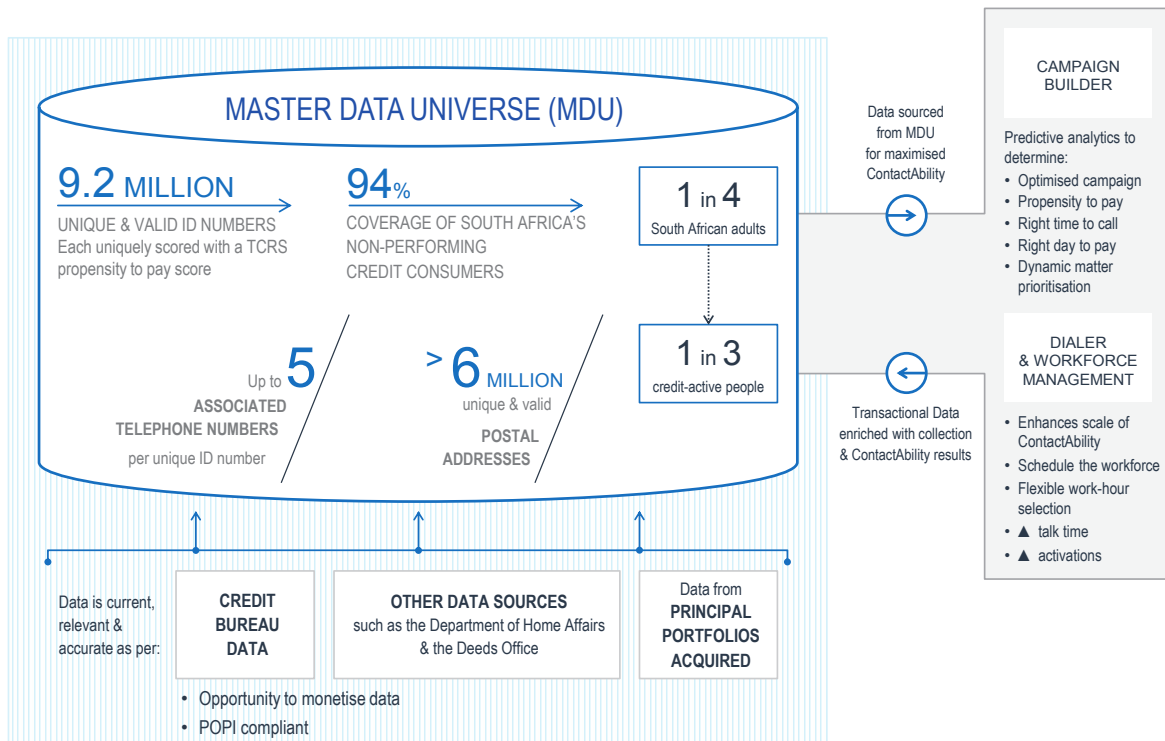 MASTER DATA UNIVERSE (MDU)
9.2 MILLION
UNIQUE & VALID ID NUMBERS
Each uniquely scored with a TCRS
propensity to pay score
94%
COVERAGE OF SOUTH AFRICA'S
NON-PERFORMING
CREDIT CONSUMERS
1 in 4
South African adults
1 in 3
credit-active people
Up to 5
ASSOCIATED
TELEPHONE NUMBERS
per unique ID number
> 6 MILLION
unique & valid
POSTAL
ADDRESSES
Data is current,
relevant &
accurate as per:
CREDIT
BUREAU
DATA
OTHER DATA SOURCES
such as the Department of Home Affairs
& the Deeds Office
Data from
PRINCIPAL
PORTFOLIOS
ACQUIRED
• Opportunity to monetise data
• POPI compliant
Data sourced
from MDU
for maximised
ContactAbility
Transactional Data
enriched with collection
& ContactAbility results
CAMPAIGN
BUILDER
Predictive analytics to
determine:
• Optimised campaign
• Propensity to pay
• Right time to call
• Right day to pay
• Dynamic matter
prioritisation
DIALER
& WORKFORCE
MANAGEMENT
• Enhances scale of
ContactAbility
• Schedule the workforce
• Flexible work-hour
selection
• ▲ talk time
• ▲ activations